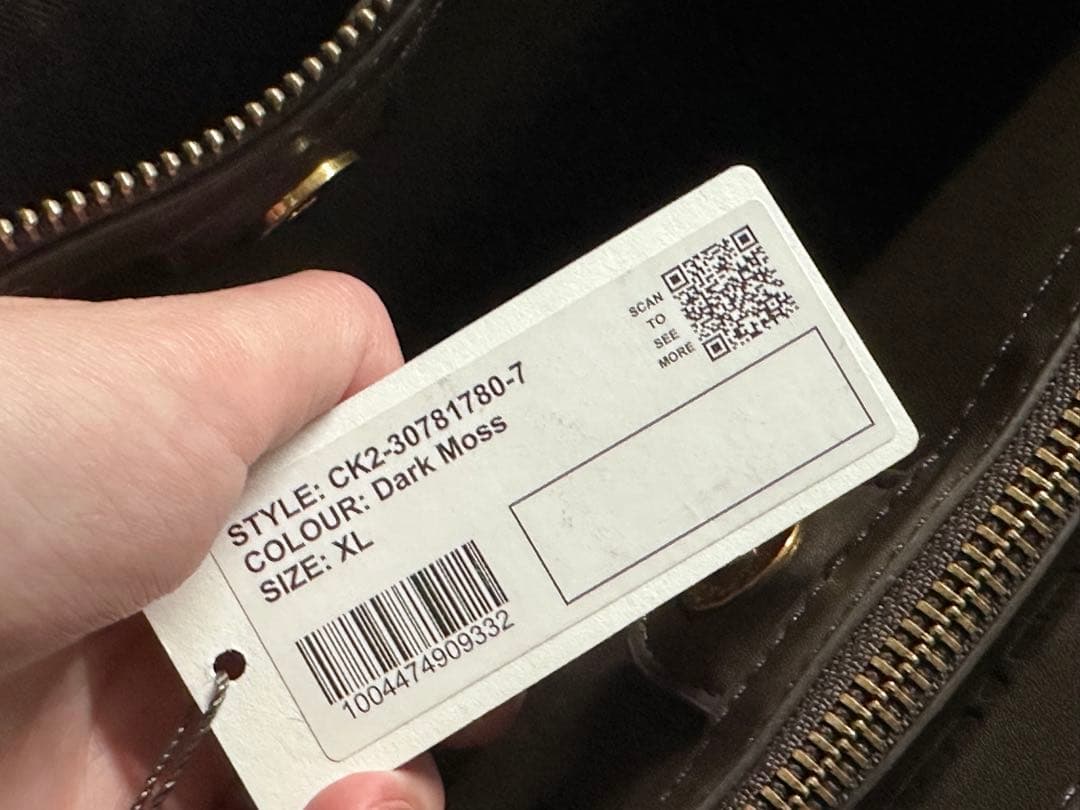 SCAN
TO
SEE
MORE
STYLE: CK2-30781780-7
COLOUR: Dark Moss
SIZE: XL
1004474909332